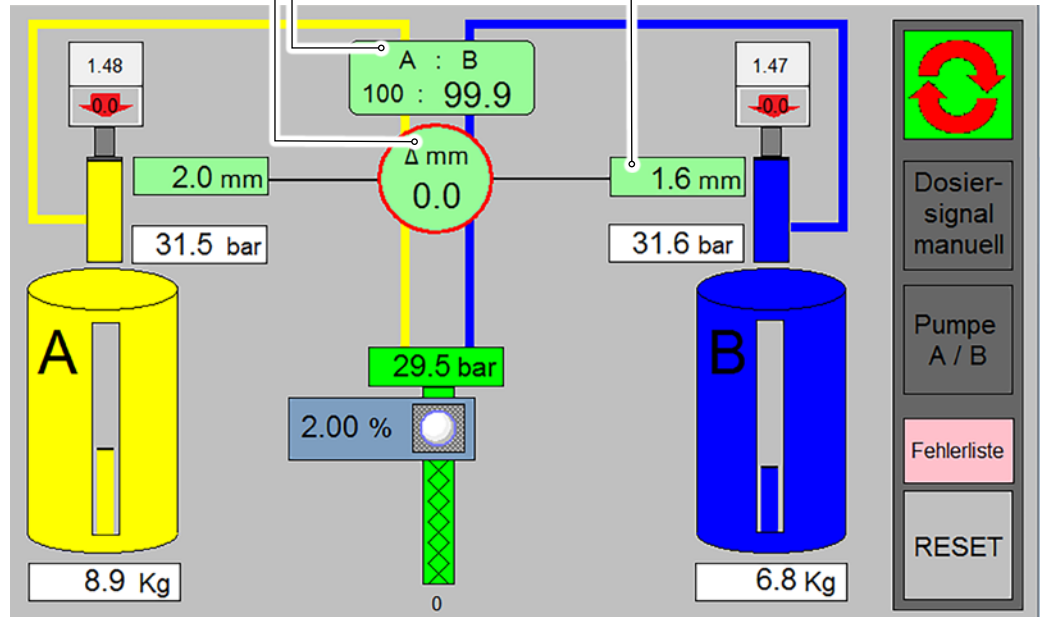 A : B
100 : 99.9
1.48
0.0
1.47
-0.0
Δ mm
0.0
2.0 mm
1.6 mm
31.5 bar
31.6 bar
A
B
29.5 bar
2.00 %
8.9 Kg
6.8 Kg
0
Dosier-
signal
manuell
Pumpe
A / B
Fehlerliste
RESET